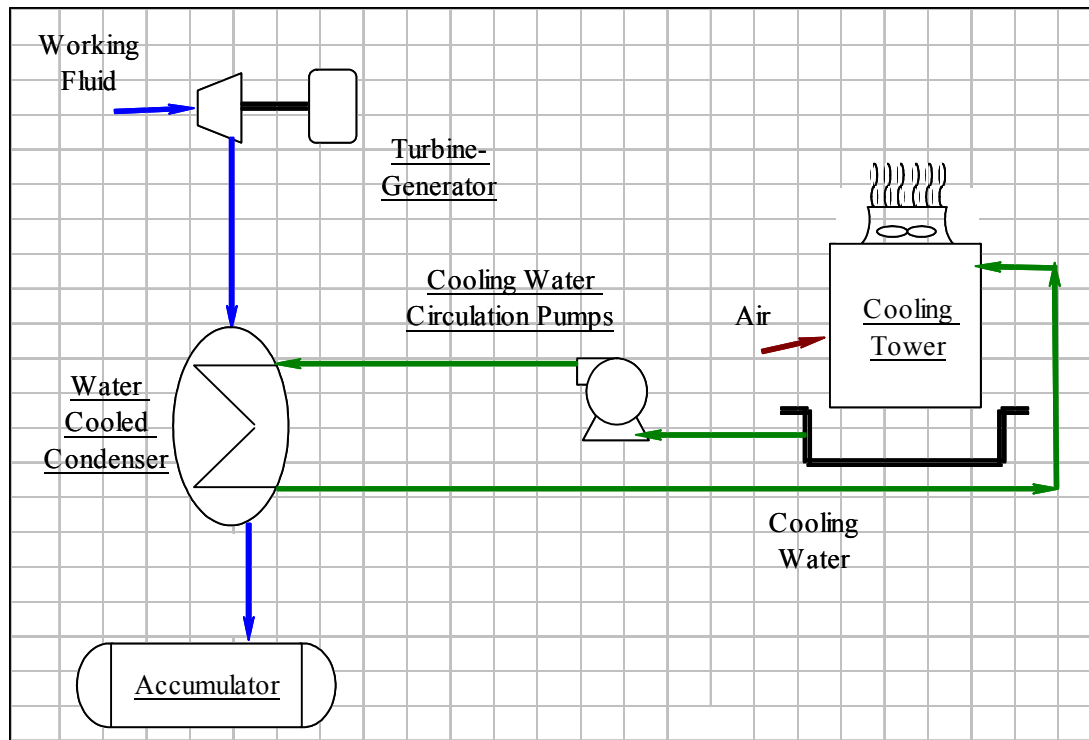 Working
Fluid
Turbine-
Generator
Cooling Water
Circulation Pumps
Air
Cooling
Tower
Water
Cooled
Condenser
Cooling
Water
Accumulator